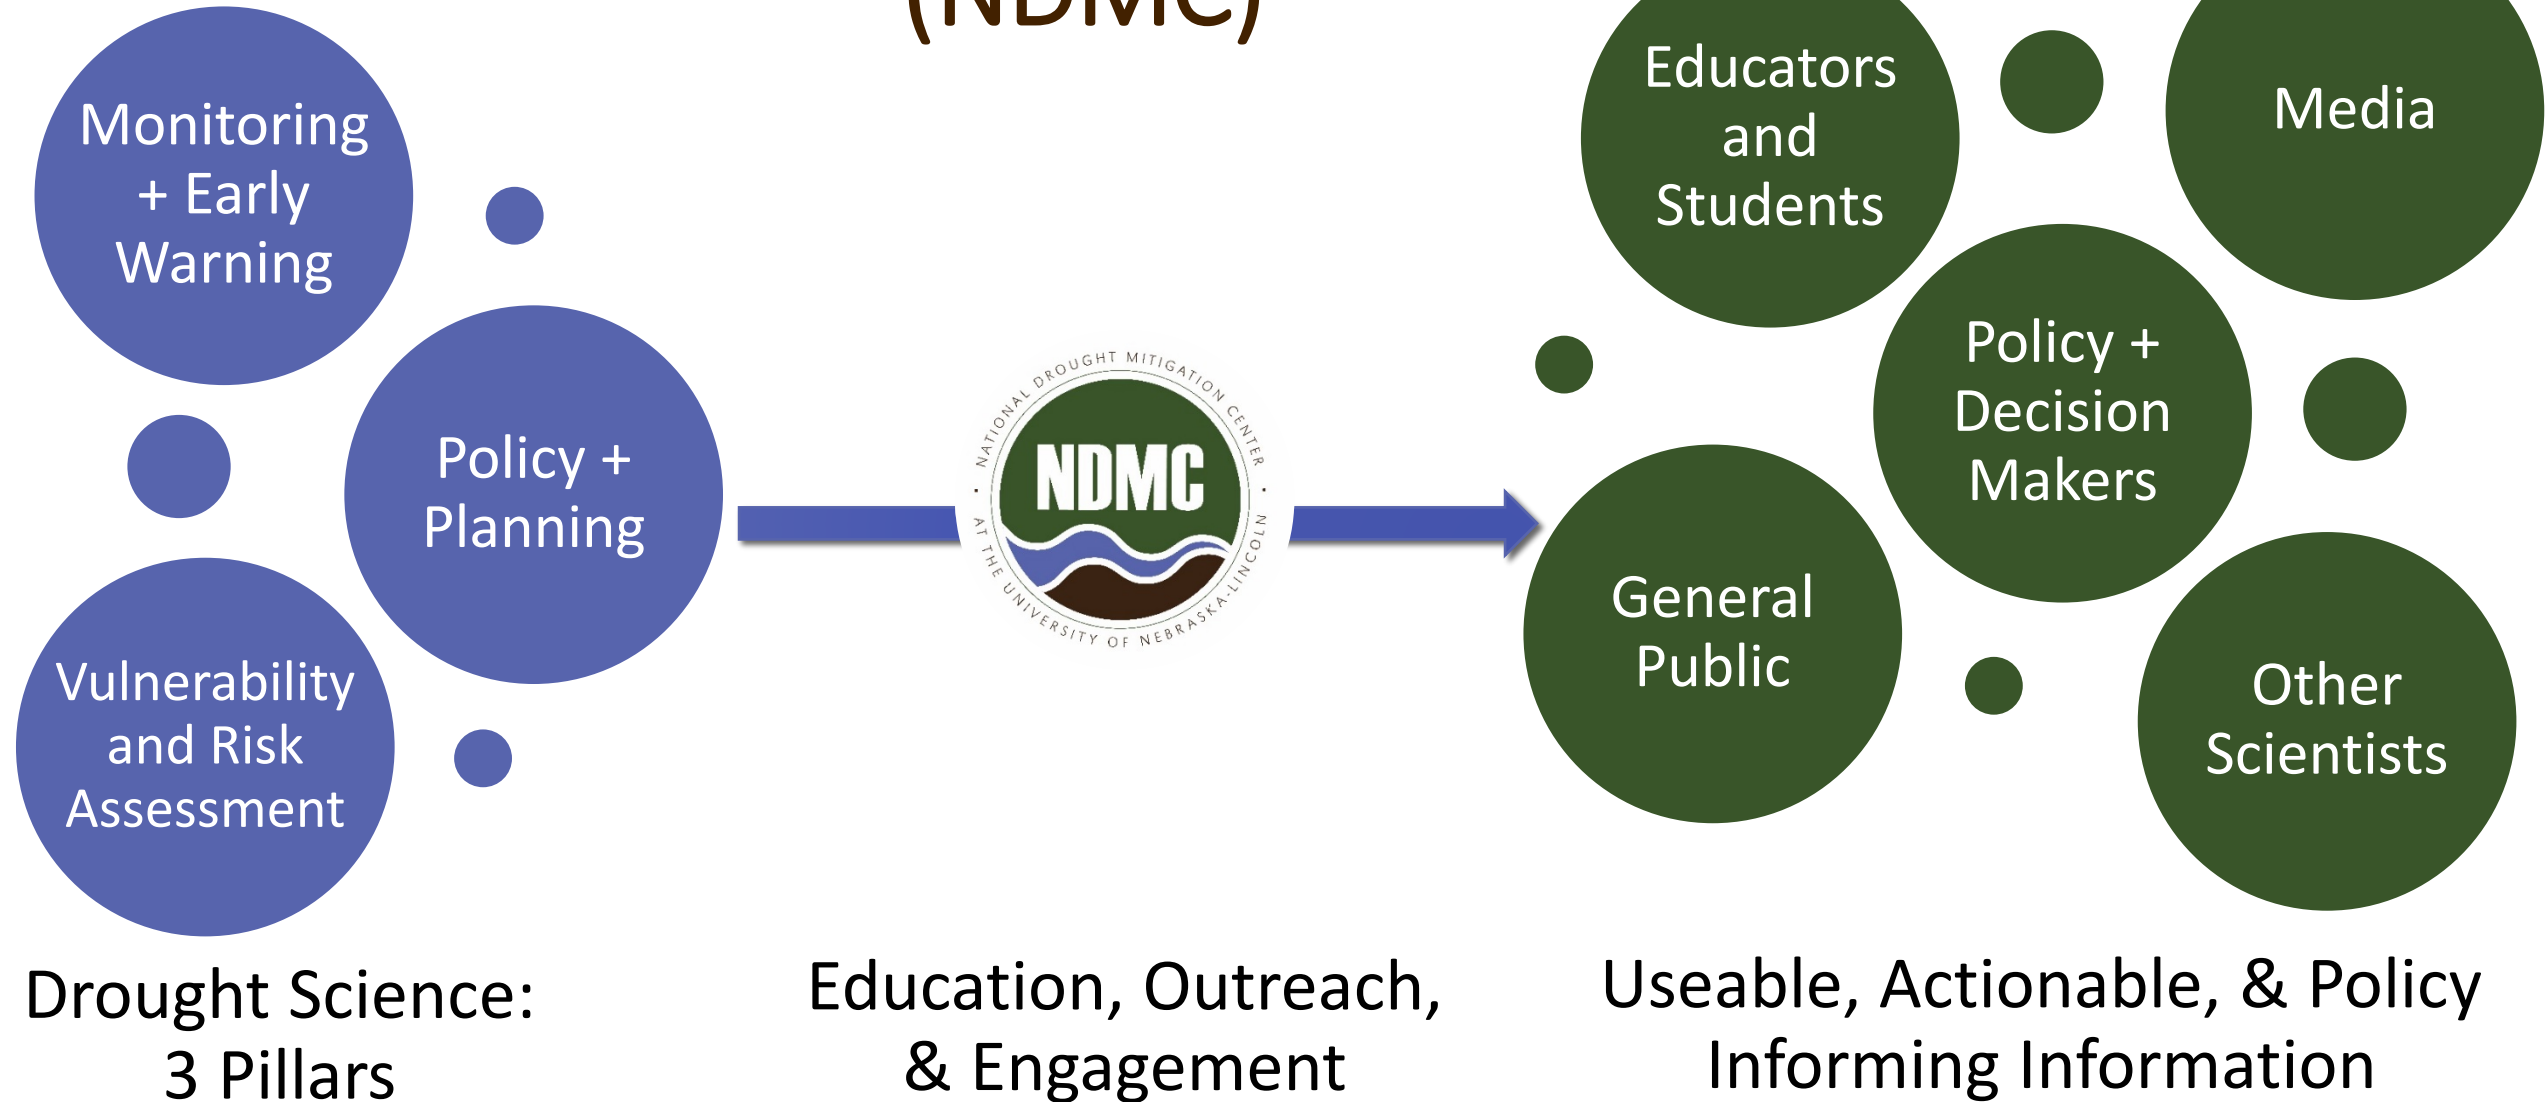 (NDMC)
Monitoring
+ Early
Warning
Policy +
Planning
Vulnerability
and Risk
Assessment
NATIONAL DROUGHT MITIGATION CENTER
NDMC
· AT THE UNIVERSITY OF NEBRASKA-LINCOLN ·
Educators
and
Students
Media
Policy +
Decision
Makers
General
Public
Other
Scientists
Drought Science:
3 Pillars
Education, Outreach,
& Engagement
Useable, Actionable, & Policy
Informing Information